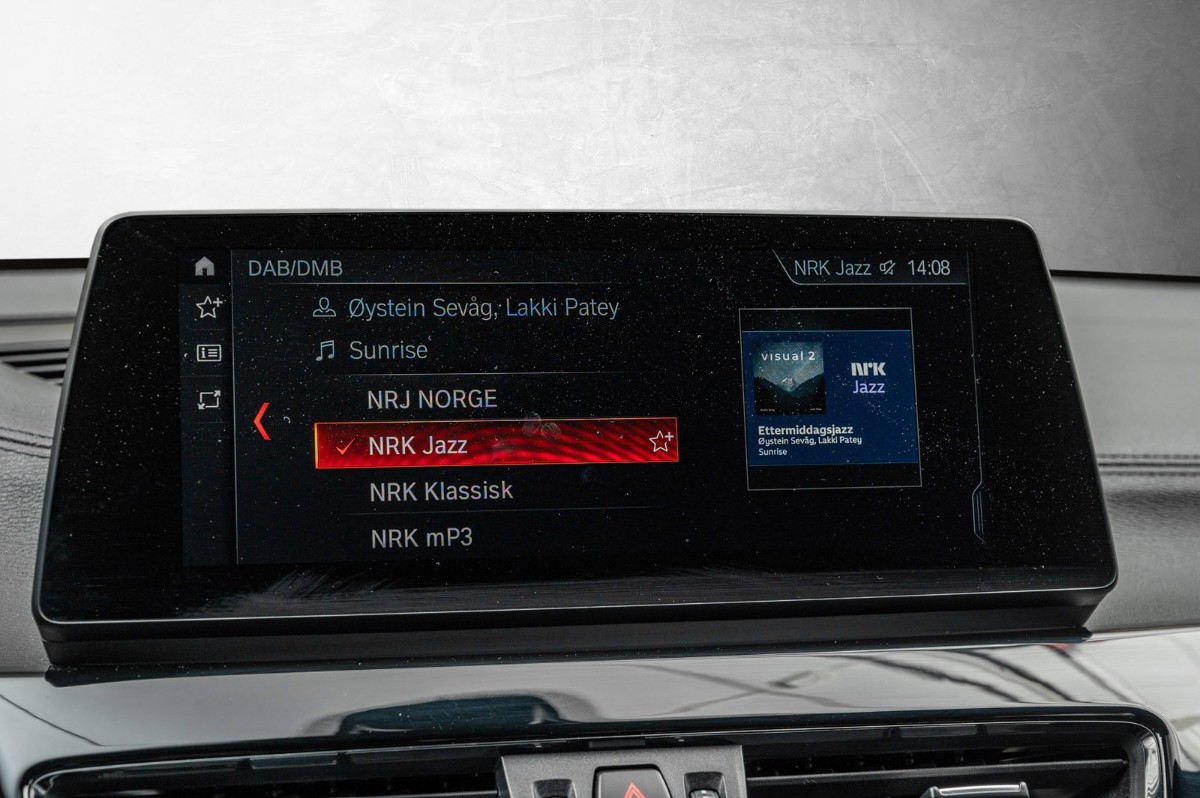 DAB/DMB
NRK Jazz 14:08
Øystein Sevåg, Lakki Patey
Sunrise
NRJ NORGE
NRK Jazz
NRK Klassisk
NRK mP3
visual 2
nrk
Jazz
Ettermiddagsjazz
Øystein Sevåg, Lakki Patey
Sunrise